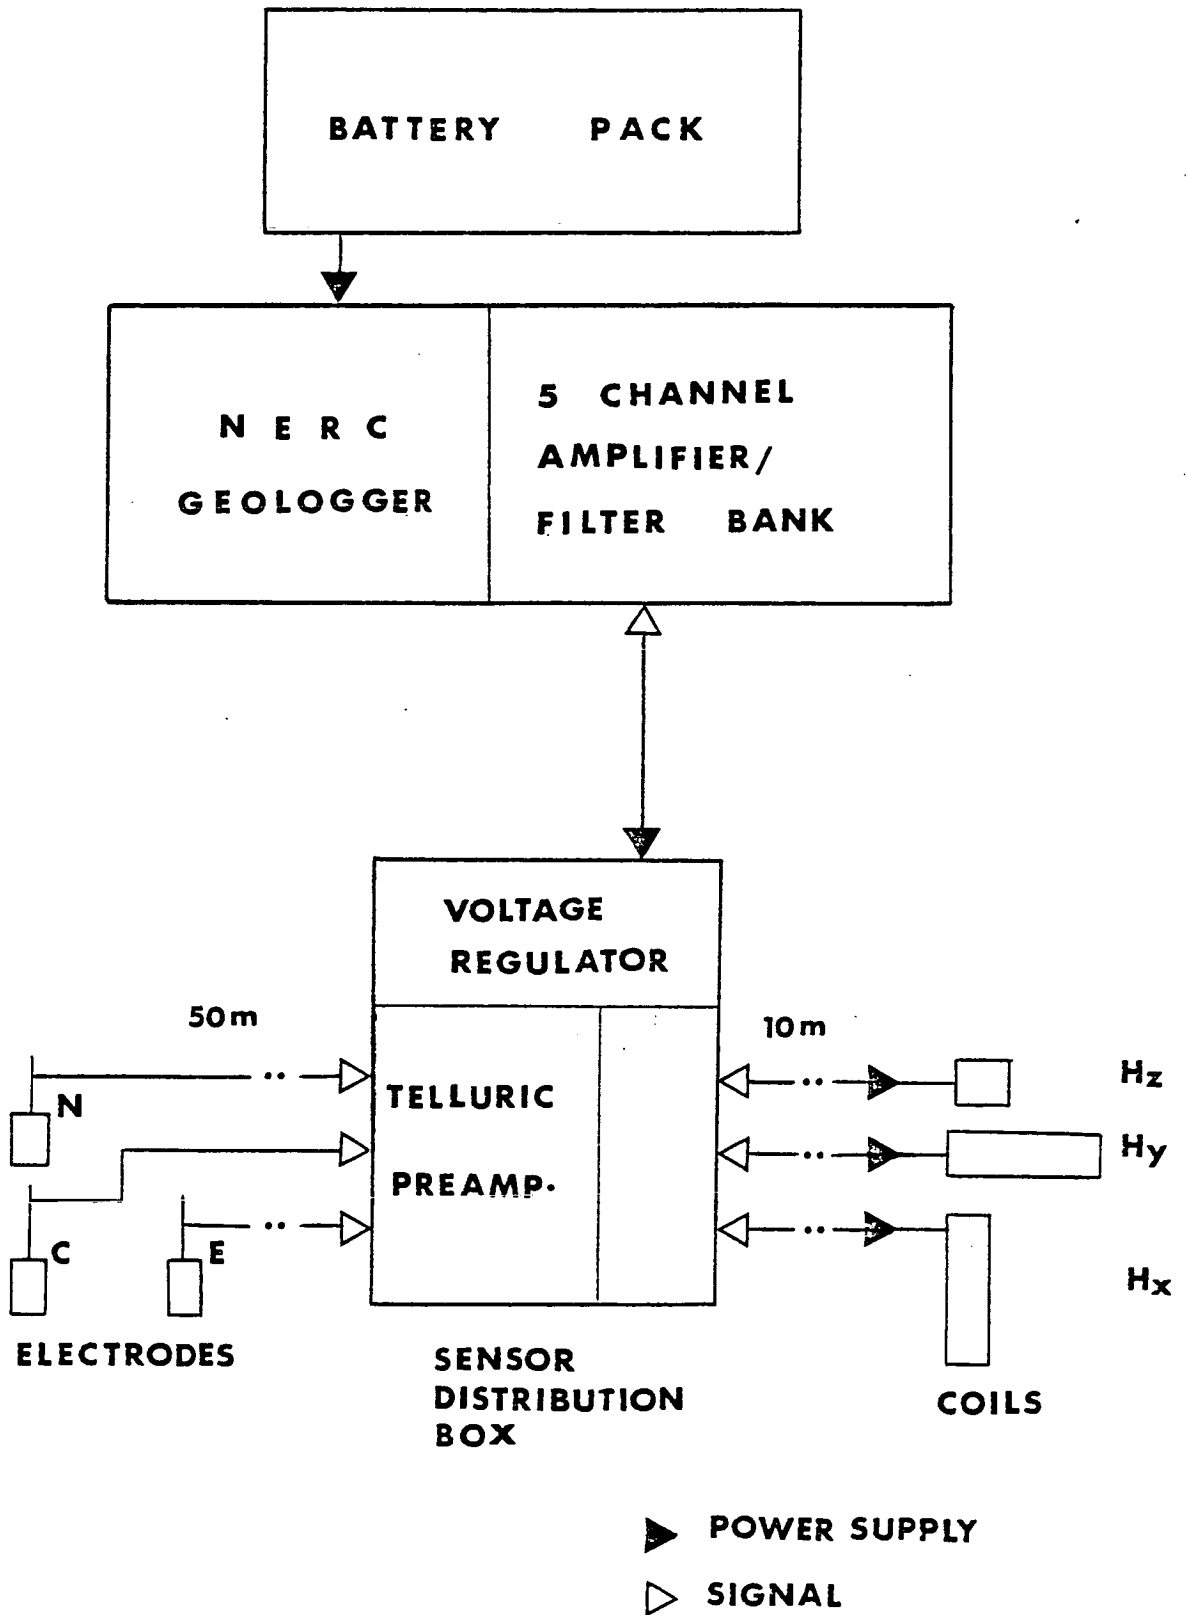 BATTERY PACK
NERC
GEOLOGGER
5 CHANNEL
AMPLIFIER/
FILTER BANK
VOLTAGE
REGULATOR
50m
10m
N
TELLURIC
Hz
PREAMP.
Hy
C
E
Hx
ELECTRODES
SENSOR
DISTRIBUTION
BOX
COILS
POWER SUPPLY
SIGNAL